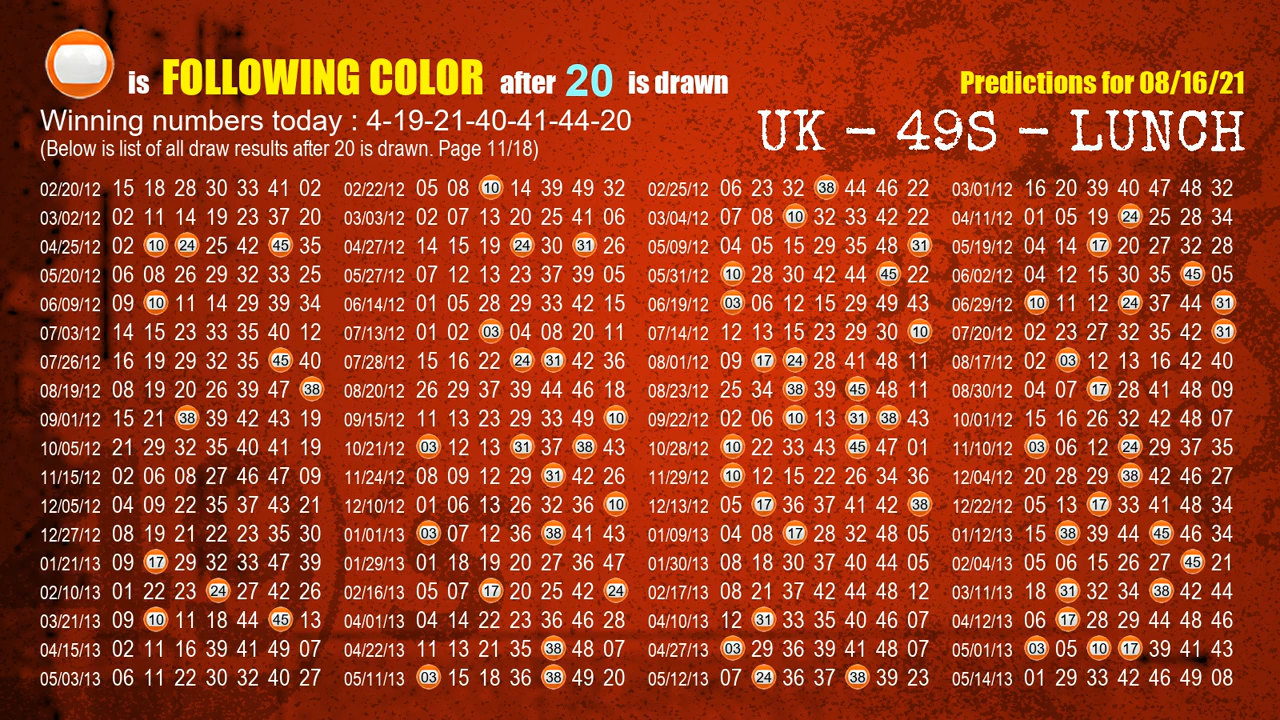 is FOLLOWING COLOR after 20 is drawn
Predictions for 08/16/21
Winning numbers today : 4-19-21-40-41-44-20
UK - 49S - LUNCH
(Below is list of all draw results after 20 is drawn. Page 11/18)
02/20/12 15 18 28 30 33 41 02 02/22/12 05 08 10 14 39 49 32 02/25/12 06 23 32 38 44 46 22 03/01/12 16 20 39 40 47 48 32
03/02/12 02 11 14 19 23 37 20 03/03/12 02 07 13 20 25 41 06 03/04/12 07 08 10 32 33 42 22 04/11/12 01 05 19 24 25 28 34
04/25/12 02 10 24 25 42 45 35 04/27/12 14 15 19 24 30 31 26 05/09/12 04 05 15 29 35 48 31 05/19/12 04 14 17 20 27 32 28
05/20/12 06 08 26 29 32 33 25 05/27/12 07 12 13 23 37 39 05 05/31/12 10 28 30 42 44 45 22 06/02/12 04 12 15 30 35 45 05
06/09/12 09 10 11 14 29 39 34 06/14/12 01 05 28 29 33 42 15 06/19/12 03 06 12 15 29 49 43 06/29/12 10 11 12 24 37 44 31
07/03/12 14 15 23 33 35 40 12 07/13/12 01 02 03 04 08 20 11 07/14/12 12 13 15 23 29 30 10 07/20/12 02 23 27 32 35 42 31
07/26/12 16 19 29 32 35 45 40 07/28/12 15 16 22 24 31 42 36 08/01/12 09 17 24 28 41 48 11 08/17/12 02 03 12 13 16 42 40
08/19/12 08 19 20 26 39 47 38 08/20/12 26 29 37 39 44 46 18 08/23/12 25 34 38 39 45 48 11 08/30/12 04 07 17 28 41 48 09
09/01/12 15 21 38 39 42 43 19 09/15/12 11 13 23 29 33 49 10 09/22/12 02 06 10 13 31 38 43 10/01/12 15 16 26 32 42 48 07
10/05/12 21 29 32 35 40 41 19 10/21/12 03 12 13 31 37 38 43 10/28/12 10 22 33 43 45 47 01 11/10/12 03 06 12 24 29 37 35
11/15/12 02 06 08 27 46 47 09 11/24/12 08 09 12 29 31 42 26 11/29/12 10 12 15 22 26 34 36 12/04/12 20 28 29 38 42 46 27
12/05/12 04 09 22 35 37 43 21 12/10/12 01 06 13 26 32 36 10 12/13/12 05 17 36 37 41 42 38 12/22/12 05 13 17 33 41 48 34
12/27/12 08 19 21 22 23 35 30 01/01/13 03 07 12 36 38 41 43 01/09/13 04 08 17 28 32 48 05 01/12/13 15 38 39 44 45 46 34
01/21/13 09 17 29 32 33 47 39 01/29/13 01 18 19 20 27 36 47 01/30/13 08 18 30 37 40 44 05 02/04/13 05 06 15 26 27 45 21
02/10/13 01 22 23 24 27 42 26 02/16/13 05 07 17 20 25 42 24 02/17/13 08 21 37 42 44 48 12 03/11/13 18 31 32 34 38 42 44
03/21/13 09 10 11 18 44 45 13 04/01/13 04 14 22 23 36 46 28 04/10/13 12 31 33 35 40 46 07 04/12/13 06 17 28 29 44 48 46
04/15/13 02 11 16 39 41 49 07 04/22/13 11 13 21 35 38 48 07 04/27/13 03 29 36 39 41 48 07 05/01/13 03 05 10 17 39 41 43
05/03/13 06 11 22 30 32 40 27 05/11/13 03 15 18 36 38 49 20 05/12/13 07 24 36 37 38 39 23 05/14/13 01 29 33 42 46 49 08